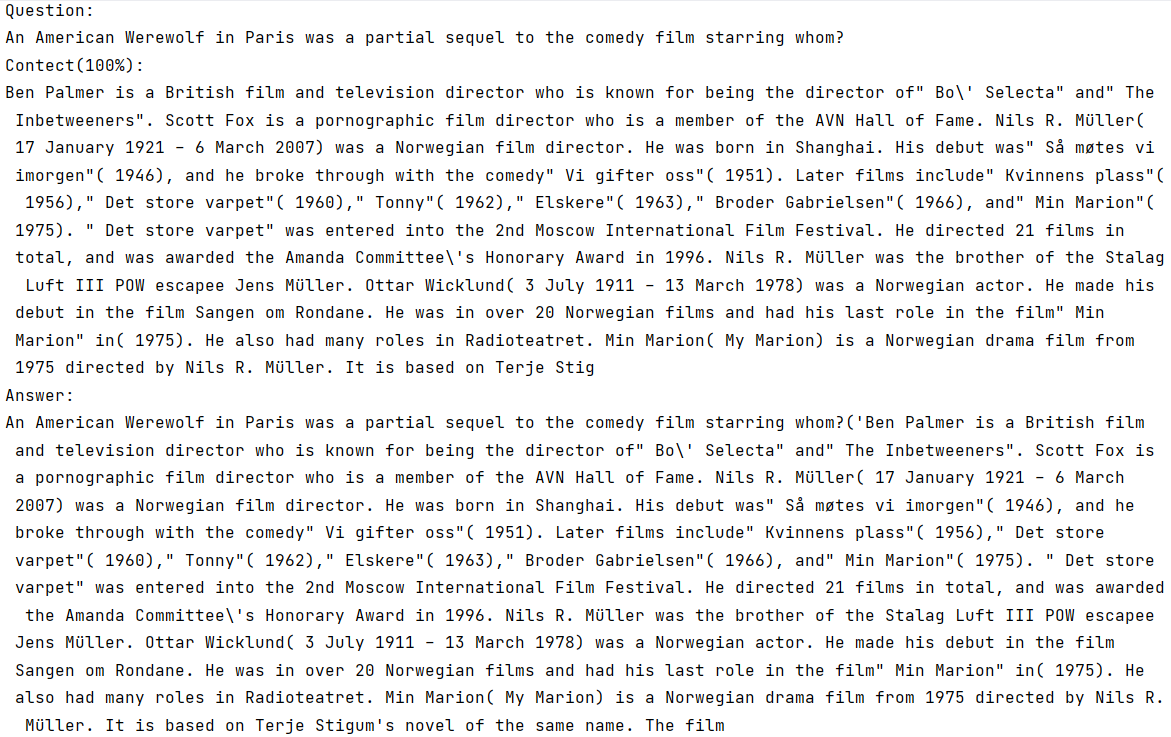 Question:
An American Werewolf in Paris was a partial sequel to the comedy film starring whom?
Contect(100%):
Ben Palmer is a British film and television director who is known for being the director of" Bo\' Selecta" and" The
Inbetweeners". Scott Fox is a pornographic film director who is a member of the AVN Hall of Fame. Nils R. Müller(
17 January 1921 – 6 March 2007) was a Norwegian film director. He was born in Shanghai. His debut was" Så møtes vi
imorgen"( 1946), and he broke through with the comedy" Vi gifter oss"( 1951). Later films include" Kvinnens plass"(
1956)," Det store varpet"( 1960)," Tonny"( 1962)," Elskere"( 1963)," Broder Gabrielsen"( 1966), and" Min Marion"(
1975). " Det store varpet" was entered into the 2nd Moscow International Film Festival. He directed 21 films in
total, and was awarded the Amanda Committee\'s Honorary Award in 1996. Nils R. Müller was the brother of the Stalag
Luft III POW escapee Jens Müller. Ottar Wicklund( 3 July 1911 – 13 March 1978) was a Norwegian actor. He made his
debut in the film Sangen om Rondane. He was in over 20 Norwegian films and had his last role in the film" Min
Marion" in( 1975). He also had many roles in Radioteatret. Min Marion( My Marion) is a Norwegian drama film from
1975 directed by Nils R. Müller. It is based on Terje Stig
Answer:
An American Werewolf in Paris was a partial sequel to the comedy film starring whom?('Ben Palmer is a British film
and television director who is known for being the director of" Bo\' Selecta" and" The Inbetweeners". Scott Fox is
a pornographic film director who is a member of the AVN Hall of Fame. Nils R. Müller( 17 January 1921 – 6 March
2007) was a Norwegian film director. He was born in Shanghai. His debut was" Så møtes vi imorgen"( 1946), and he
broke through with the comedy" Vi gifter oss"( 1951). Later films include" Kvinnens plass"( 1956)," Det store
varpet"( 1960)," Tonny"( 1962)," Elskere"( 1963)," Broder Gabrielsen"( 1966), and" Min Marion"( 1975). " Det store
varpet" was entered into the 2nd Moscow International Film Festival. He directed 21 films in total, and was awarded
the Amanda Committee\'s Honorary Award in 1996. Nils R. Müller was the brother of the Stalag Luft III POW escapee
Jens Müller. Ottar Wicklund( 3 July 1911 – 13 March 1978) was a Norwegian actor. He made his debut in the film
Sangen om Rondane. He was in over 20 Norwegian films and had his last role in the film" Min Marion" in( 1975). He
also had many roles in Radioteatret. Min Marion( My Marion) is a Norwegian drama film from 1975 directed by Nils R.
Müller. It is based on Terje Stigum's novel of the same name. The film